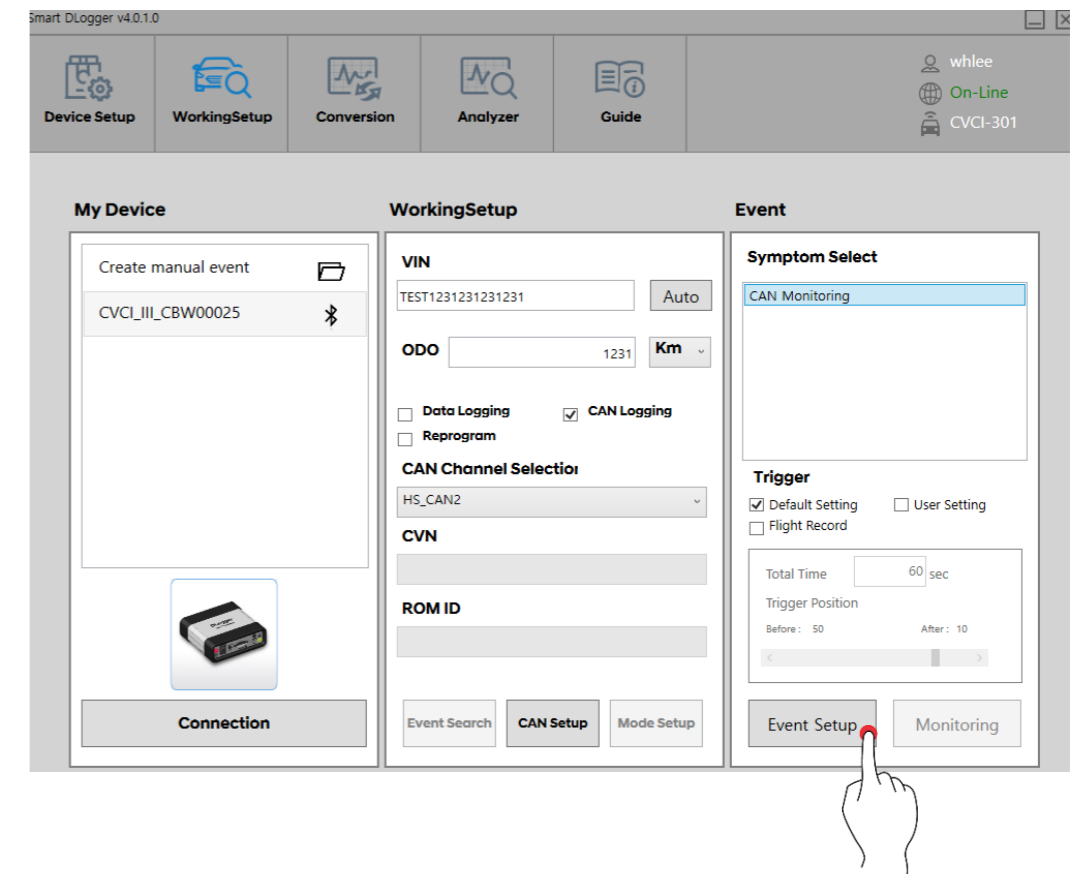 Smart DLogger v4.0.1.0
Device Setup
WorkingSetup
Conversion
Analyzer
Guide
whlee
On-Line
CVCI-301
My Device
Create manual event
CVCI_III_CBW00025
Connection
WorkingSetup
VIN
TEST1231231231231
Auto
ODO
1231
Km
Data Logging
CAN Logging
Reprogram
CAN Channel Selection
HS_CAN2
CVN
ROM ID
Event Search
CAN Setup
Mode Setup
Event
Symptom Select
CAN Monitoring
Trigger
Default Setting
User Setting
Flight Record
Total Time
60 sec
Trigger Position
Before : 50
After : 10
Event Setup
Monitoring